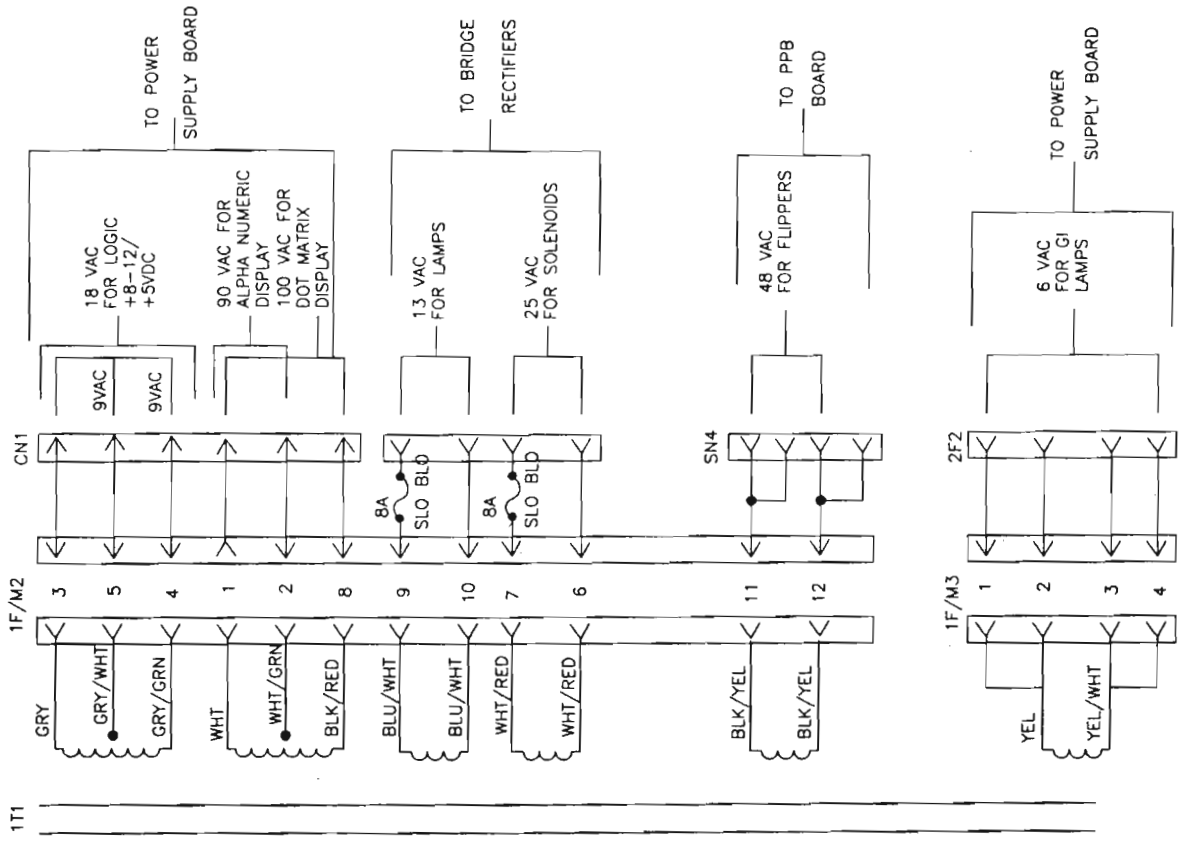 1T1
1F/M2
CN1
GRY
3
GRY/WHT
5
9VAC
GRY/GRN
4
9VAC
18 VAC
FOR LOGIC
+8-12/
+5VDC
WHT
1
WHT/GRN
2
BLK/RED
8
90 VAC FOR
ALPHA NUMERIC
DISPLAY
100 VAC FOR
DOT MATRIX
DISPLAY
TO POWER
SUPPLY BOARD
BLU/WHT
9
8A
SLO BLO
BLU/WHT
10
13 VAC
FOR LAMPS
WHT/RED
7
8A
SLO BLO
WHT/RED
6
25 VAC
FOR SOLENOIDS
TO BRIDGE
RECTIFIERS
SN4
BLK/YEL
11
BLK/YEL
12
48 VAC
FOR FLIPPERS
TO PPB
BOARD
1F/M3
2F2
1
YEL
2
YEL/WHT
3
4
6 VAC
FOR GI
LAMPS
TO POWER
SUPPLY BOARD